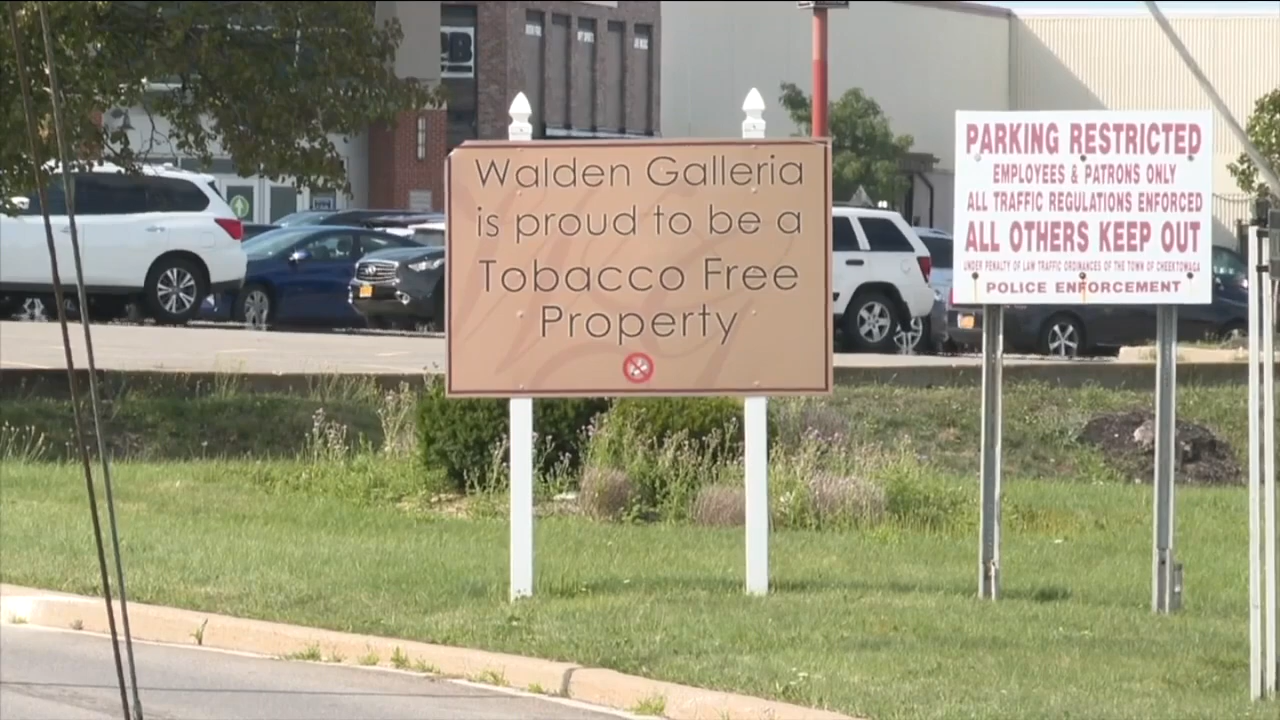 Walden Galleria
is proud to be a
Tobacco Free
Property
PARKING RESTRICTED
EMPLOYEES & PATRONS ONLY
ALL TRAFFIC REGULATIONS ENFORCED
ALL OTHERS KEEP OUT
UNDER PENALTY OF LAW TRAFFIC ORDINANCES OF THE TOWN OF CHEEKTOWAGA
POLICE ENFORCEMENT